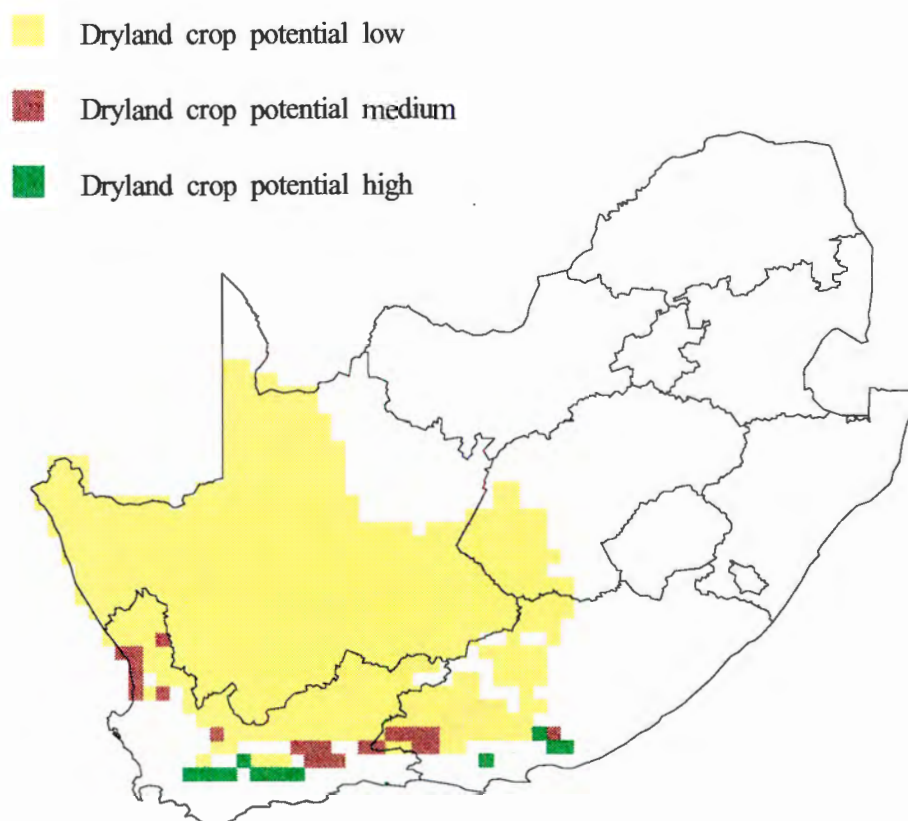 Dryland crop potential low
Dryland crop potential medium
Dryland crop potential high